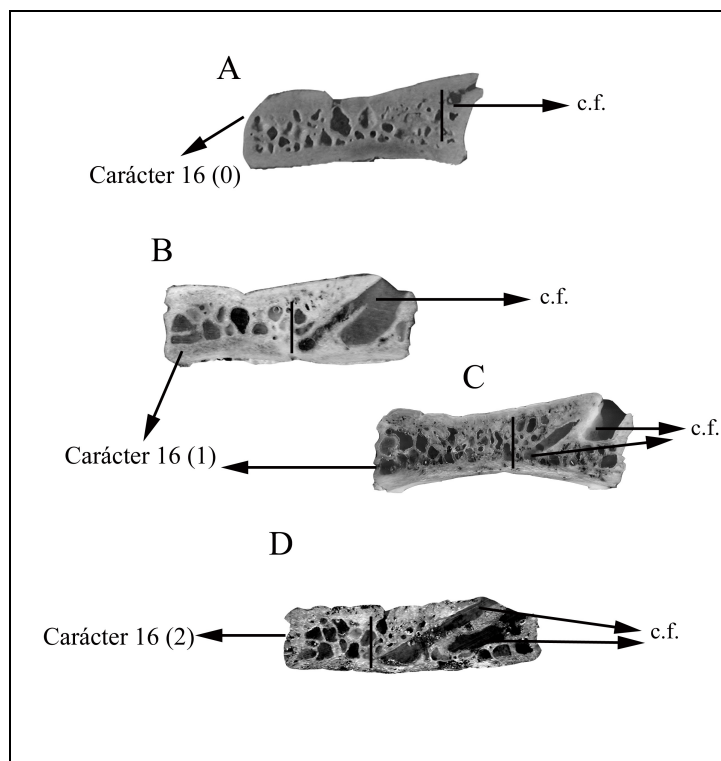 A
c.f.
Carácter 16 (0)
B
c.f.
C
c.f.
Carácter 16 (1)
D
Carácter 16 (2)
c.f.